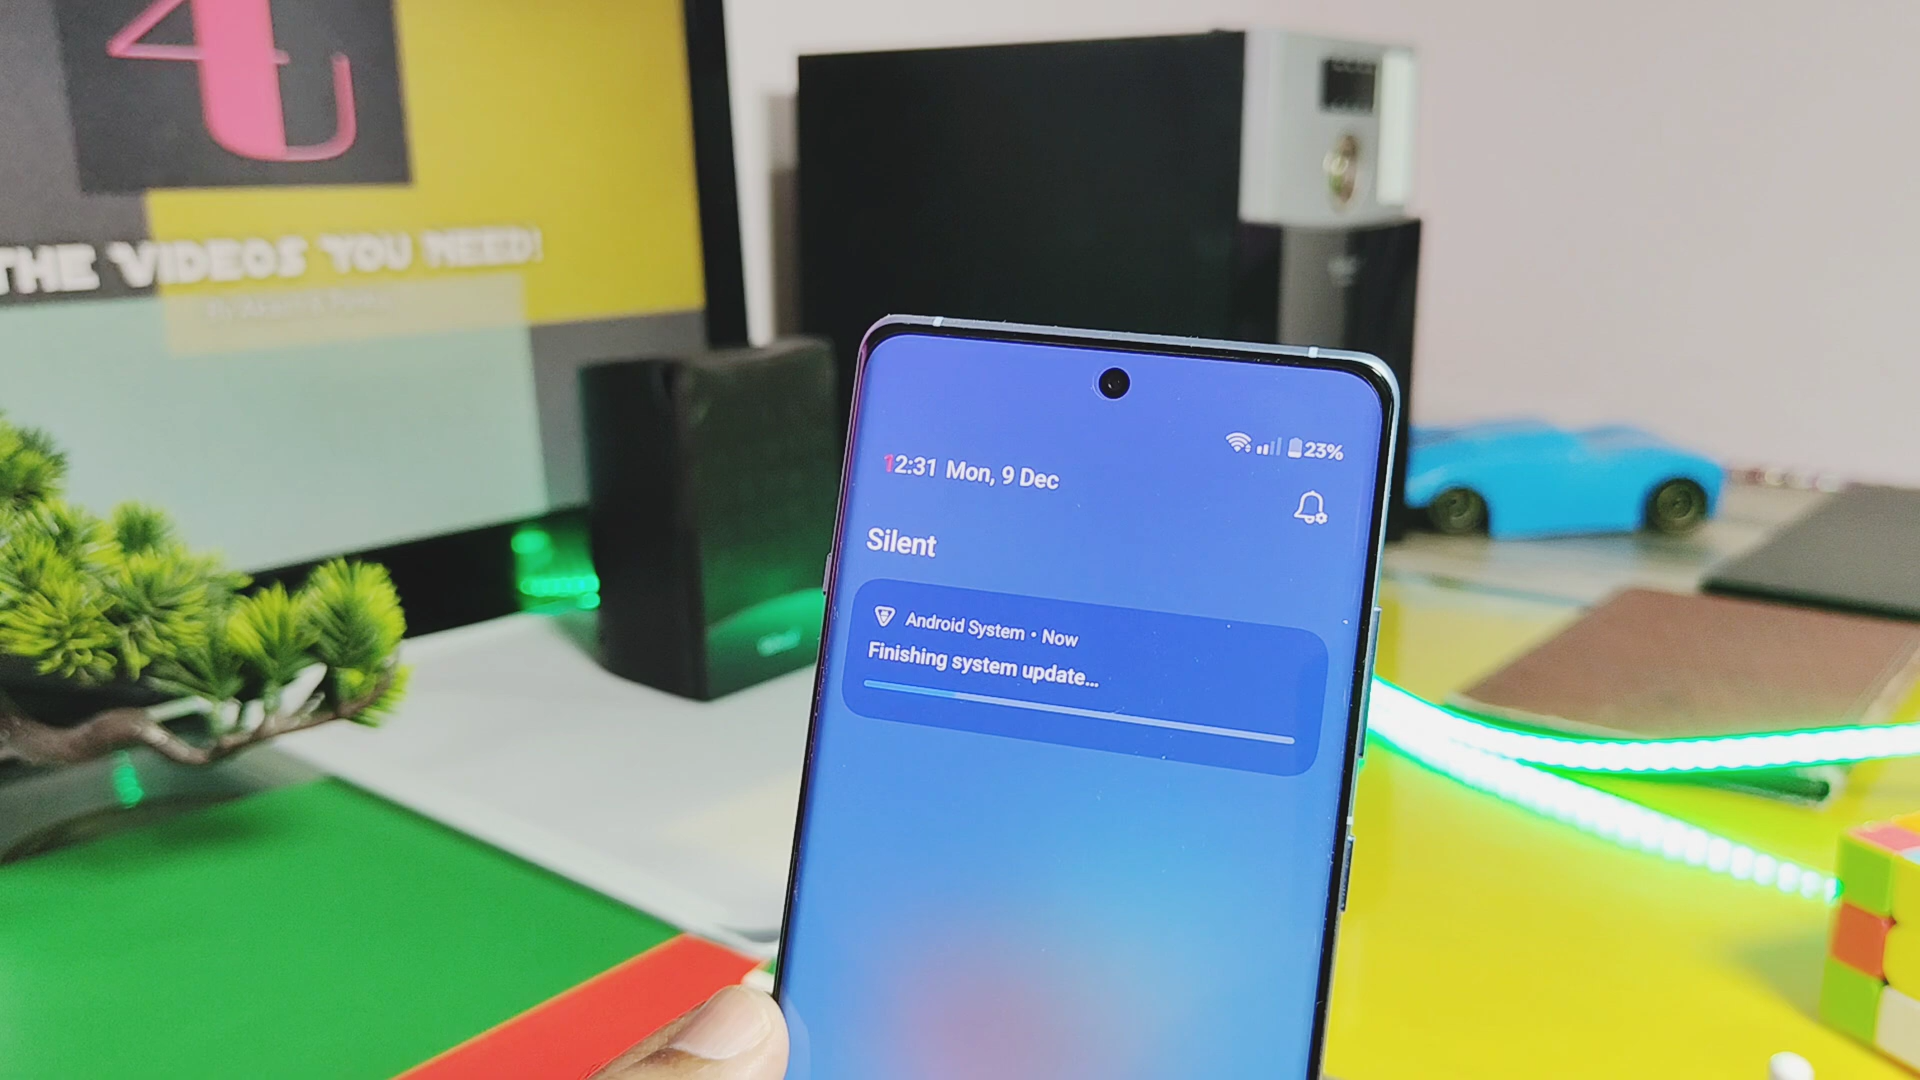 4U
THE VIDEOS YOU NEED!
23%
12:31 Mon, 9 Dec
Silent
Android System • Now
Finishing system update...